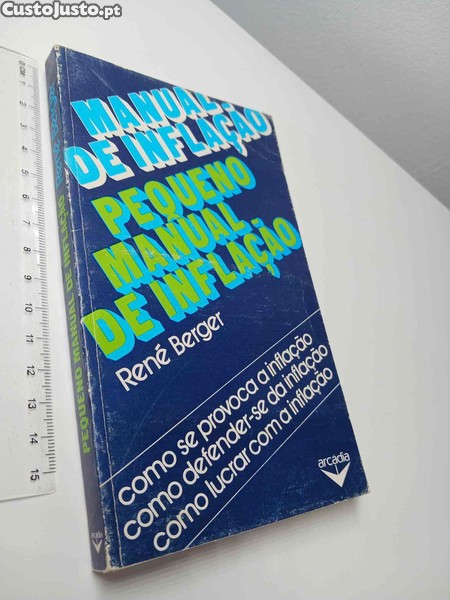 CustoJusto.pt
MANUAL
DE INFLAÇÃO
PEQUENO
MANUAL
DE INFLAÇÃO
René Berger
como se provoca a inflação
como defender-se da inflação
como lucrar com a inflação
arcádia
PEQUENO MANUAL DE INFLAÇÃO
0 CM 1
2
3
4
5
6
7
8
9
10
11
12
13
14
15